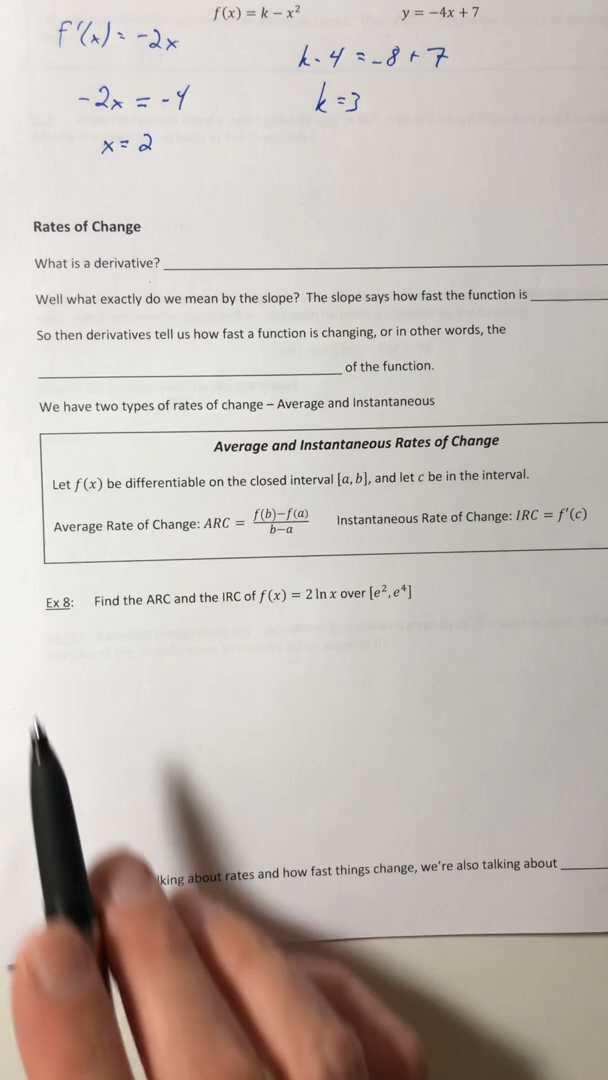 f(x) = k − x² y = −4x + 7
f'(x) = -2x
k - 4 = -8 + 7
-2x = -4
k = 3
x = 2
Rates of Change
What is a derivative? ____
Well what exactly do we mean by the slope? The slope says how fast the function is ____
So then derivatives tell us how fast a function is changing, or in other words, the
____ of the function.
We have two types of rates of change – Average and Instantaneous
Average and Instantaneous Rates of Change
Let f(x) be differentiable on the closed interval [a, b], and let c be in the interval.
Average Rate of Change: ARC = f(b)−f(a)/b−a Instantaneous Rate of Change: IRC = f'(c)
Ex 8: Find the ARC and the IRC of f(x) = 2 ln x over [e², e⁴]
about rates and how fast things change, we're also talking about ____